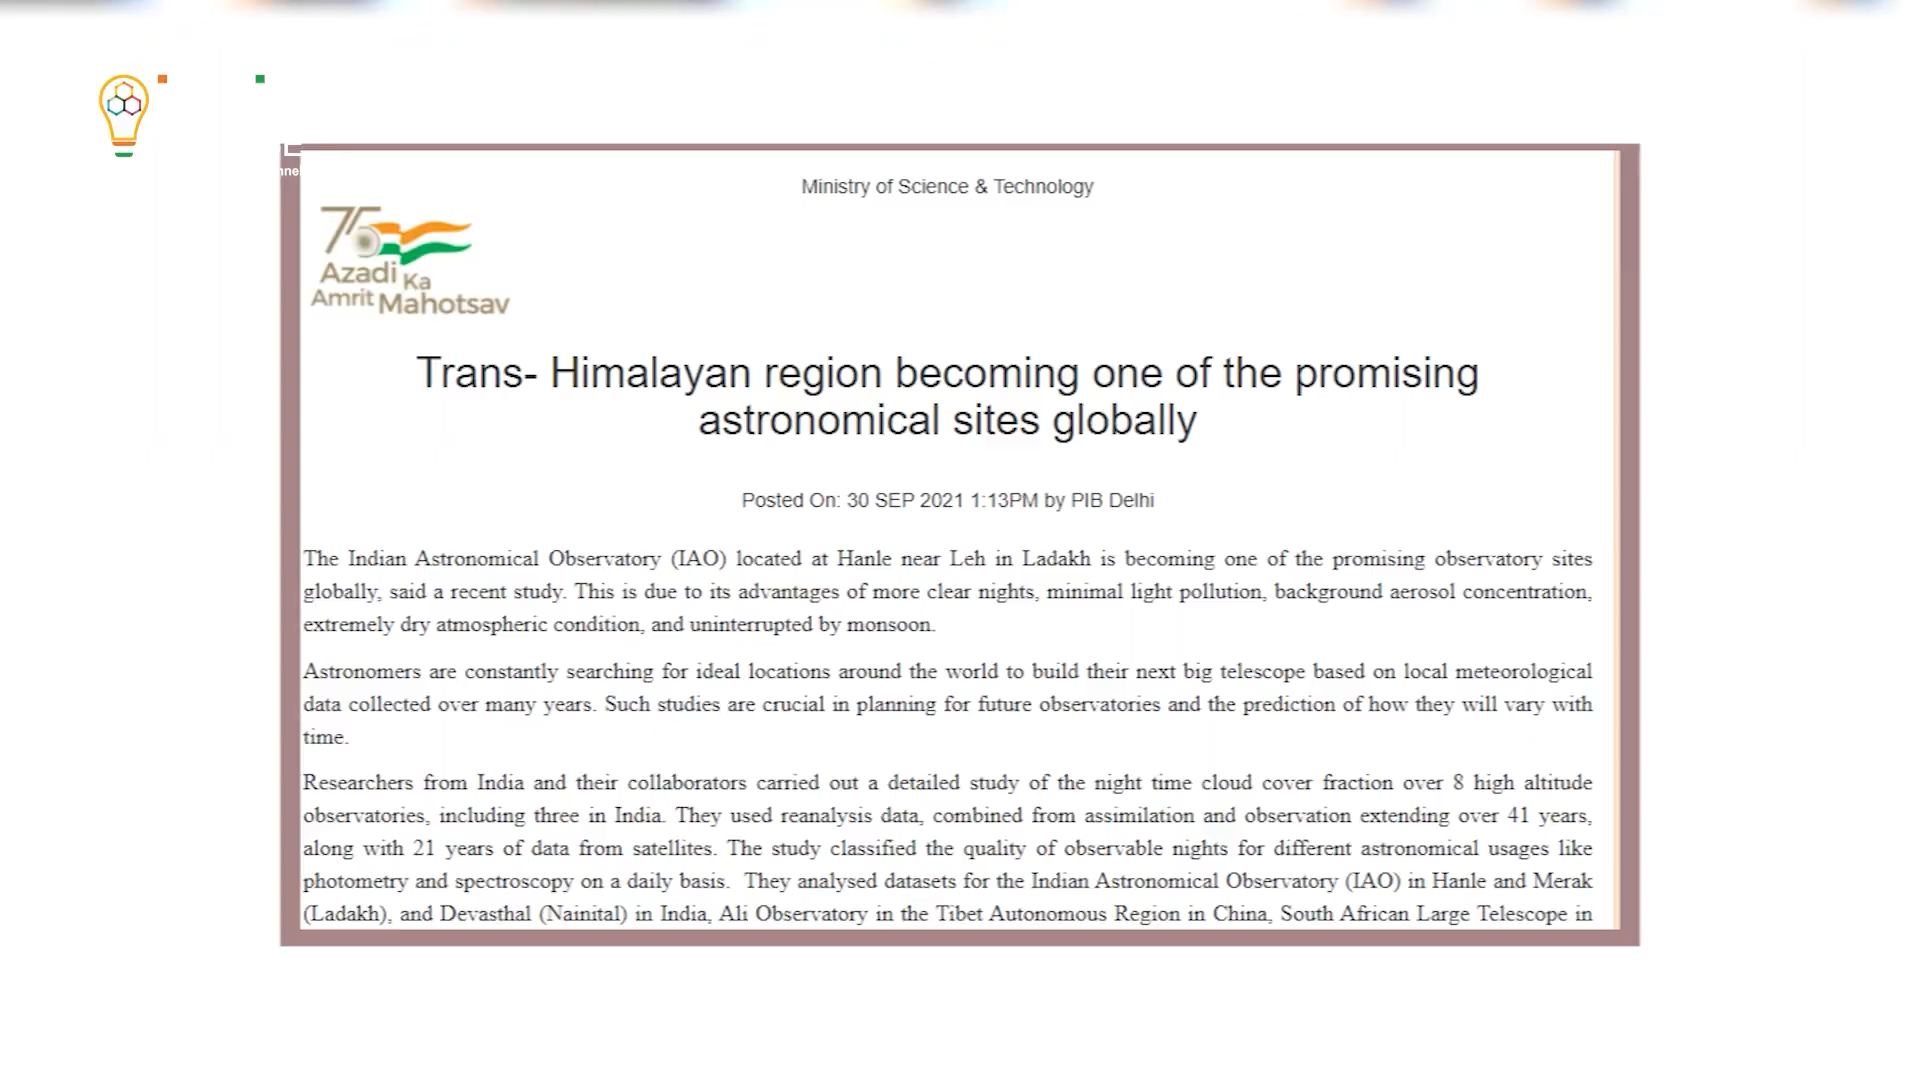 Ministry of Science & Technology
75
Azadi Ka
Amrit Mahotsav
Trans- Himalayan region becoming one of the promising
astronomical sites globally
Posted On: 30 SEP 2021 1:13PM by PIB Delhi
The Indian Astronomical Observatory (IAO) located at Hanle near Leh in Ladakh is becoming one of the promising observatory sites
globally, said a recent study. This is due to its advantages of more clear nights, minimal light pollution, background aerosol concentration,
extremely dry atmospheric condition, and uninterrupted by monsoon.
Astronomers are constantly searching for ideal locations around the world to build their next big telescope based on local meteorological
data collected over many years. Such studies are crucial in planning for future observatories and the prediction of how they will vary with
time.
Researchers from India and their collaborators carried out a detailed study of the night time cloud cover fraction over 8 high altitude
observatories, including three in India. They used reanalysis data, combined from assimilation and observation extending over 41 years,
along with 21 years of data from satellites. The study classified the quality of observable nights for different astronomical usages like
photometry and spectroscopy on a daily basis.  They analysed datasets for the Indian Astronomical Observatory (IAO) in Hanle and Merak
(Ladakh), and Devasthal (Nainital) in India, Ali Observatory in the Tibet Autonomous Region in China, South African Large Telescope in